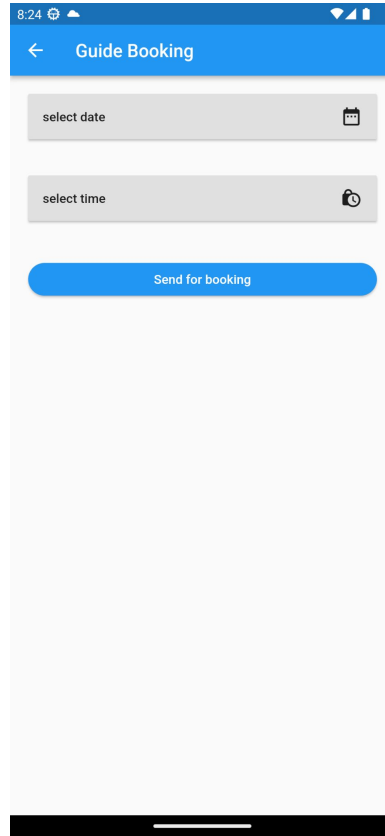 8:24
Guide Booking
select date
select time
Send for booking